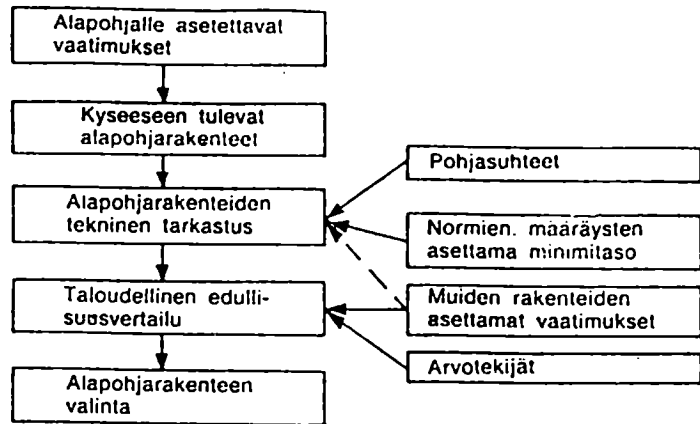 Alapohjalle asetettavat
vaatimukset
Kyseeseen tulevat
alapohjarakenteet
Alapohjarakenteiden
tekninen tarkastus
Taloudellinen edulli-
suusvertailu
Alapohjarakenteen
valinta
Pohjasuhteet
Normien. määräysten
asettama minimitaso
Muiden rakenteiden
asettamat vaatimukset
Arvotekijät